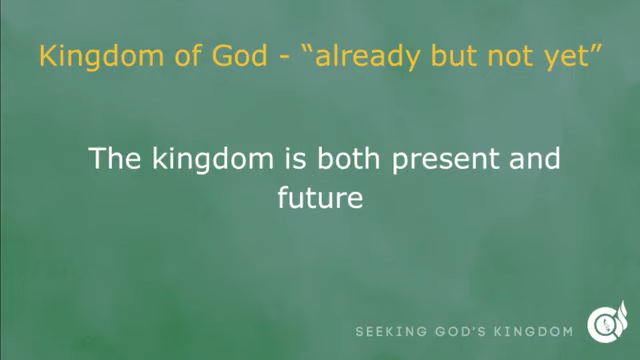 Kingdom of God - “already but not yet”
The kingdom is both present and
future
SEEKING GOD’S KINGDOM